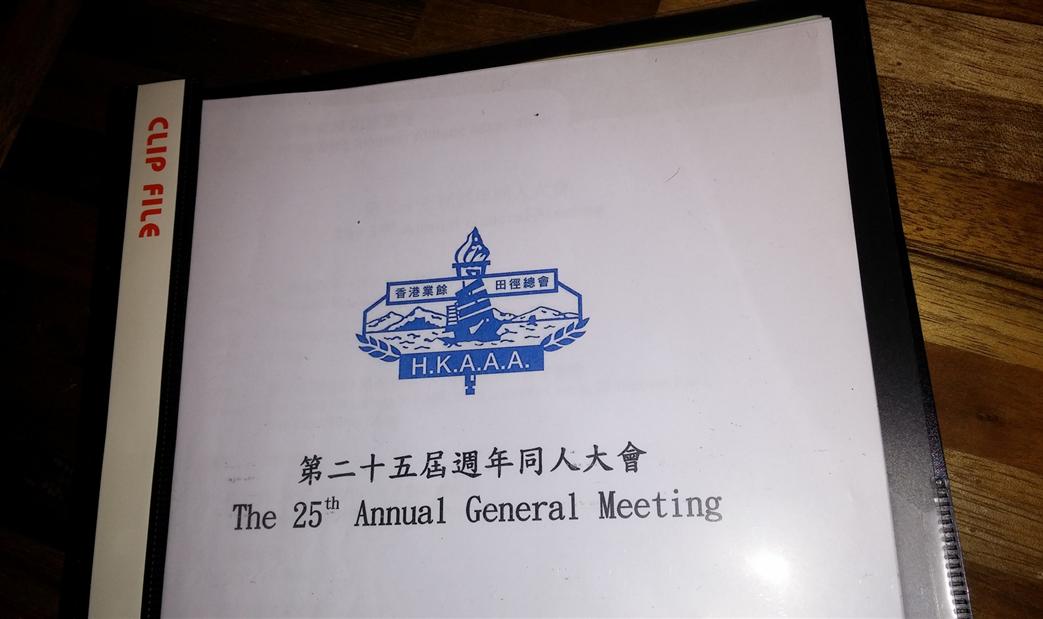 CLIP FILE
香港業餘 田徑總會
H.K.A.A.A.
第二十五屆週年同人大會
The 25th Annual General Meeting